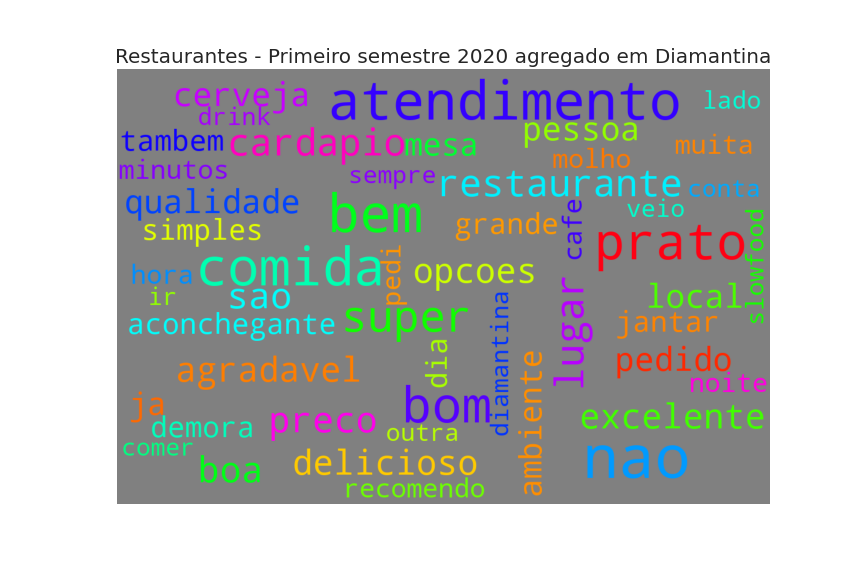 Restaurantes - Primeiro semestre 2020 agregado em Diamantina
cerveja
atendimento
lado
drink
pessoa
tambem
cardapio
mesa
molho
muita
minutos
sempre
restaurante
conta
qualidade
bem
veio
simples
grande
cafe
prato
slowfood
hora
comida
pedi
opcoes
ir
sao
local
aconchegante
super
lugar
jantar
agradavel
dia
diamantina
pedido
noite
ja
bom
ambiente
demora
preco
outra
excelente
comer
boa
delicioso
nao
recomendo